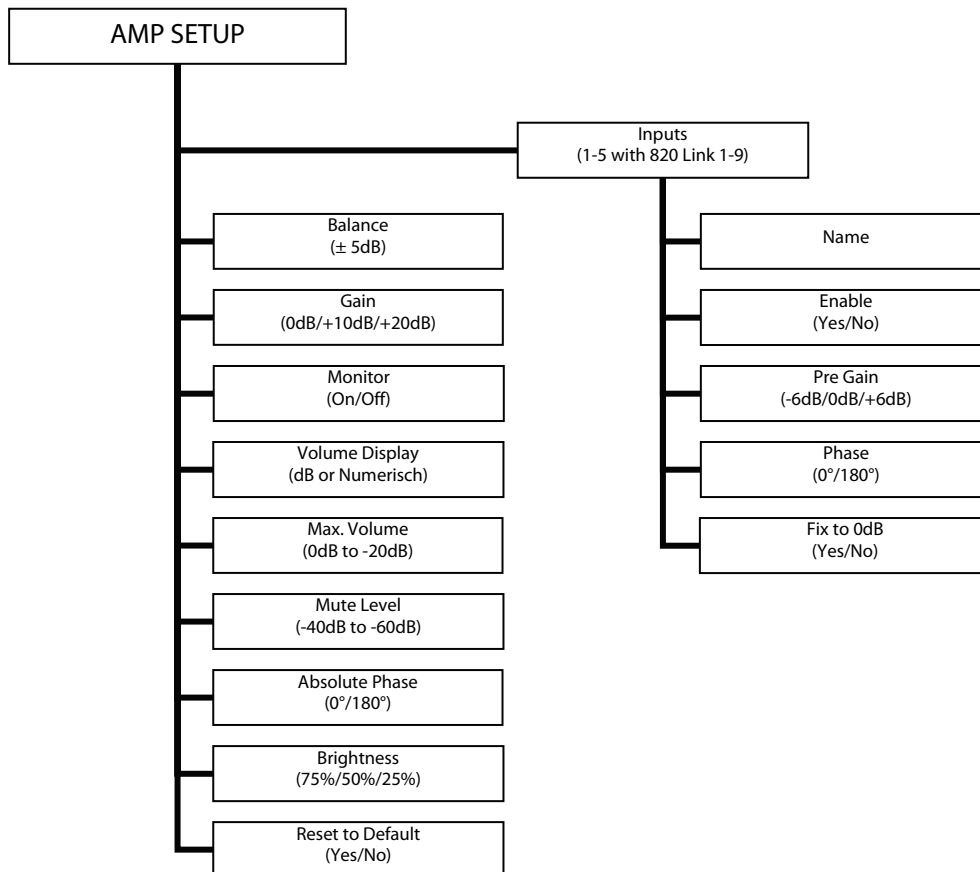 AMP SETUP
Inputs
(1-5 with 820 Link 1-9)
Balance
(± 5dB)
Gain
(0dB/+10dB/+20dB)
Monitor
(On/Off)
Volume Display
(dB or Numerisch)
Max. Volume
(0dB to -20dB)
Mute Level
(-40dB to -60dB)
Absolute Phase
(0°/180°)
Brightness
(75%/50%/25%)
Reset to Default
(Yes/No)
Name
Enable
(Yes/No)
Pre Gain
(-6dB/0dB/+6dB)
Phase
(0°/180°)
Fix to 0dB
(Yes/No)